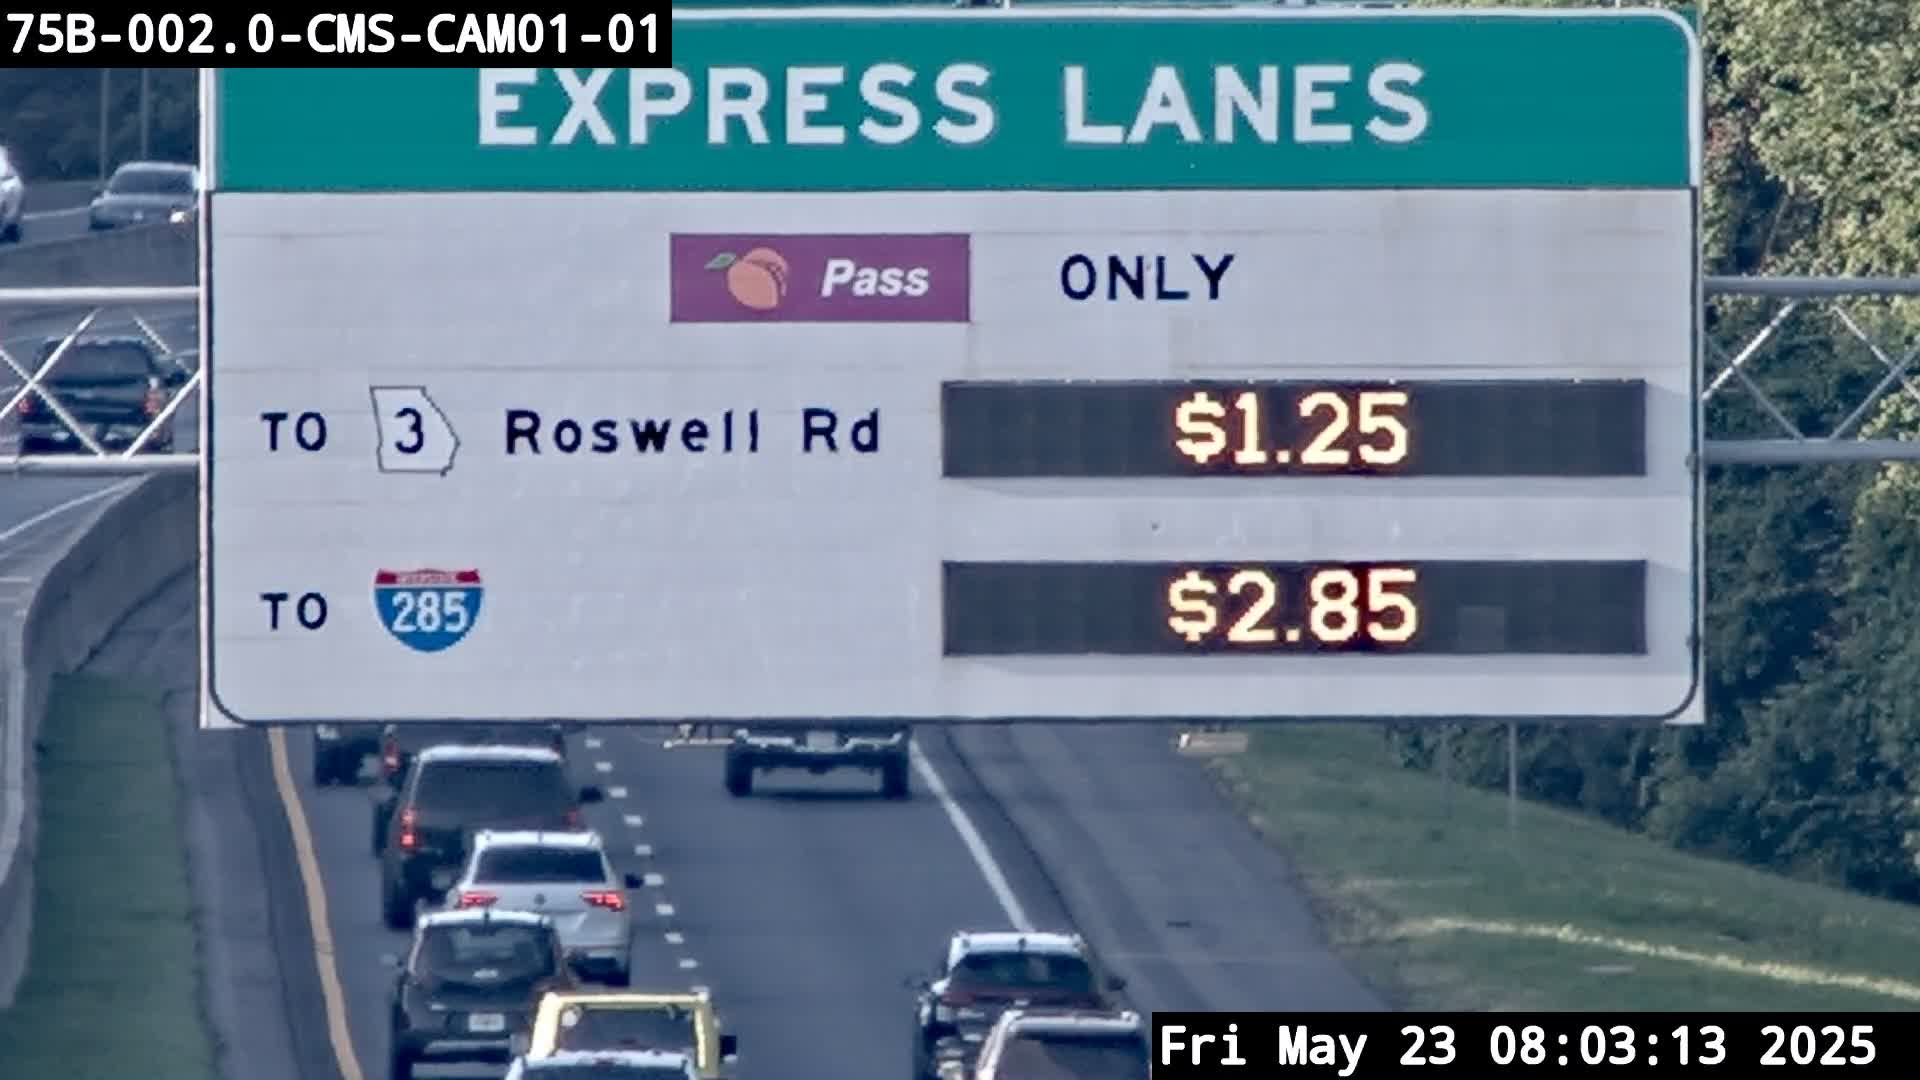 75B-002.0-CMS-CAM01-01
EXPRESS LANES
Pass ONLY
TO 3 Roswell Rd $1.25
TO 285 $2.85
Fri May 23 08:03:13 2025